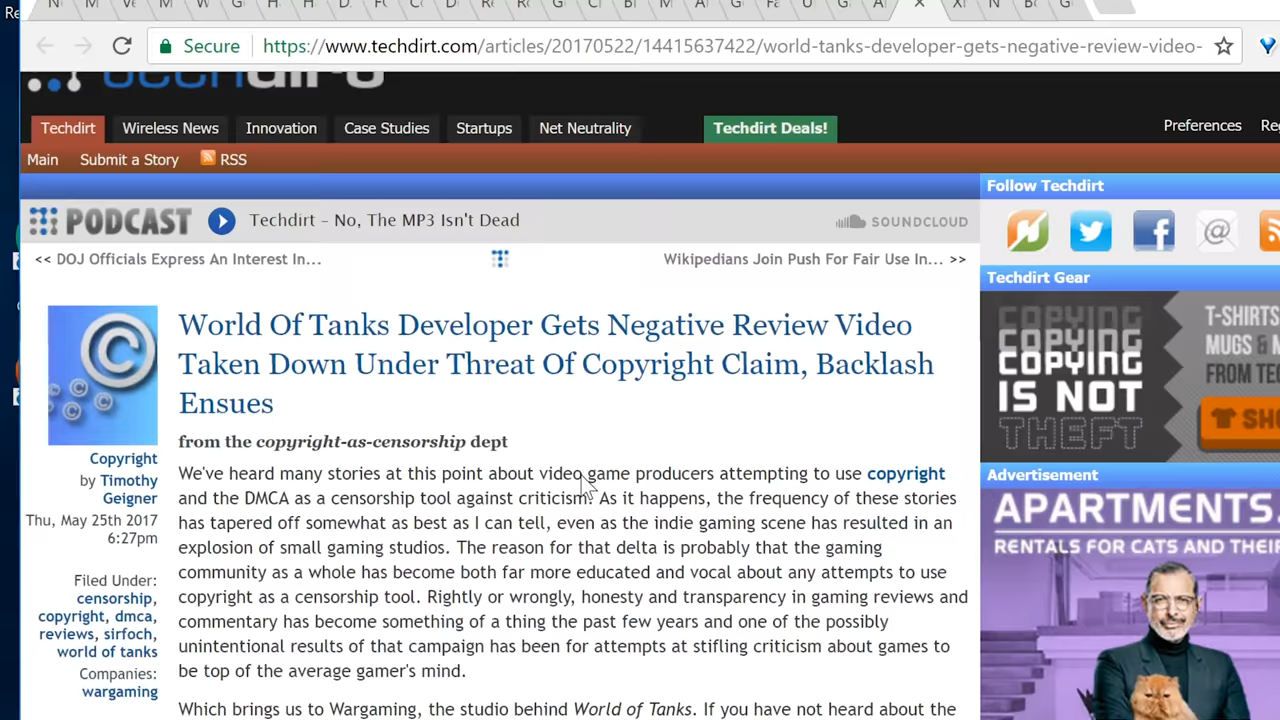 Secure
https://www.techdirt.com/articles/20170522/14415637422/world-tanks-developer-gets-negative-review-video-
Techdirt Wireless News Innovation Case Studies Startups Net Neutrality Techdirt Deals! Preferences
Main Submit a Story RSS
PODCAST Techdirt – No, The MP3 Isn't Dead SOUNDCLOUD
<< DOJ Officials Express An Interest In... Wikipedians Join Push For Fair Use In... >>
World Of Tanks Developer Gets Negative Review Video
Taken Down Under Threat Of Copyright Claim, Backlash
Ensues
from the copyright-as-censorship dept
Copyright
by Timothy
Geigner
Thu, May 25th 2017
6:27pm
Filed Under:
censorship,
copyright, dmca,
reviews, sirfoch,
world of tanks
Companies:
wargaming
We've heard many stories at this point about video game producers attempting to use copyright
and the DMCA as a censorship tool against criticism. As it happens, the frequency of these stories
has tapered off somewhat as best as I can tell, even as the indie gaming scene has resulted in an
explosion of small gaming studios. The reason for that delta is probably that the gaming
community as a whole has become both far more educated and vocal about any attempts to use
copyright as a censorship tool. Rightly or wrongly, honesty and transparency in gaming reviews and
commentary has become something of a thing the past few years and one of the possibly
unintentional results of that campaign has been for attempts at stifling criticism about games to
be top of the average gamer's mind.
Which brings us to Wargaming, the studio behind World of Tanks. If you have not heard about the
Follow Techdirt
Techdirt Gear
COPYING
COPYING
IS NOT
THEFT
T-SHIRTS
MUGS &
FROM
Advertisement
APARTMENTS.
RENTALS FOR CATS AND THEIR